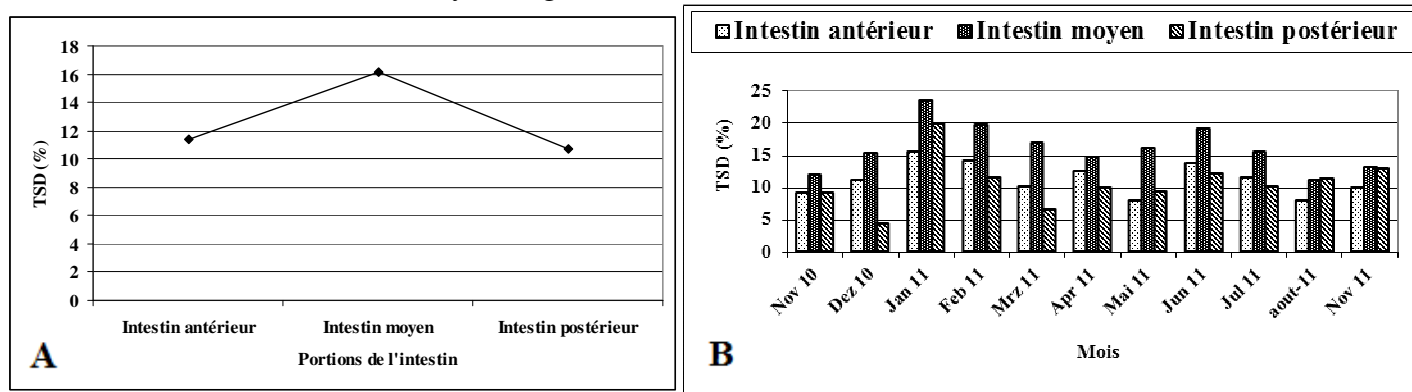 18
16
14
12
10
8
6
4
2
0
TSD (%)
Intestin antérieur Intestin moyen Intestin postérieur
Portions de l'intestin
A
Intestin antérieur Intestin moyen Intestin postérieur
25
20
15
10
5
0
TSD (%)
Nov 10 Dez 10 Jan 11 Feb 11 Mrz 11 Apr 11 Mai 11 Jun 11 Jul 11 aout-11 Nov 11
Mois
B